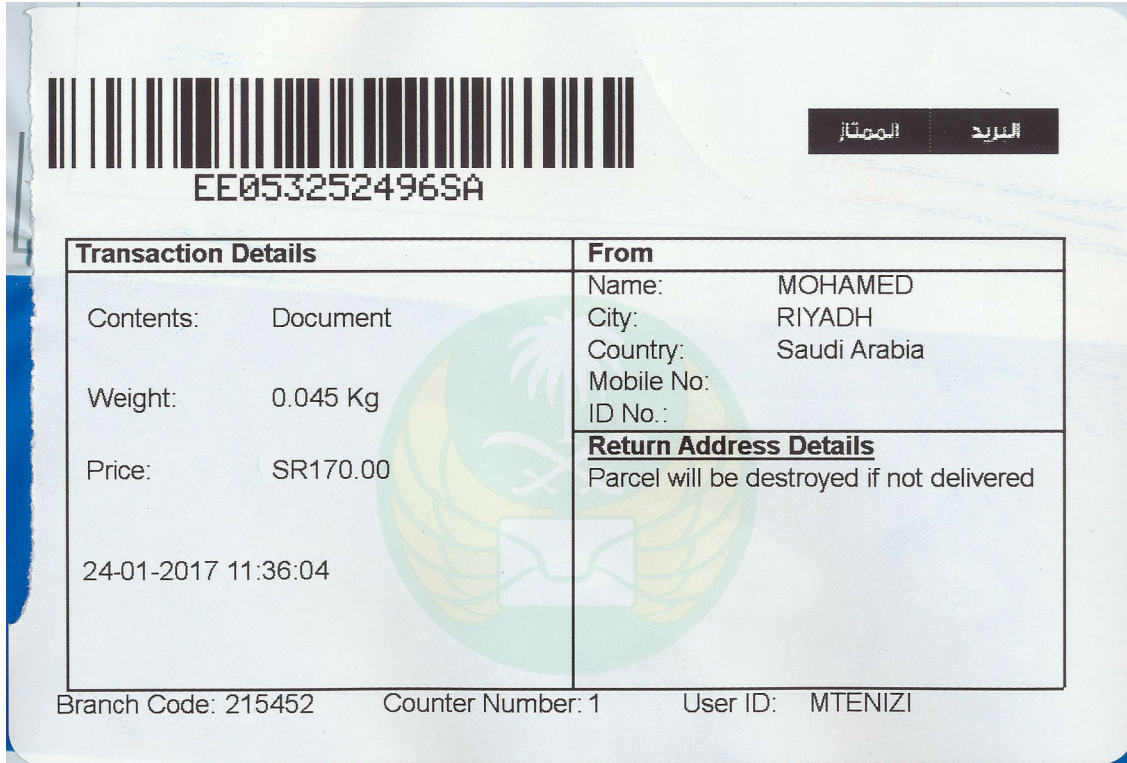 EE053252496SA
البريد الممتاز
Transaction Details
Contents: Document
Weight: 0.045 Kg
Price: SR170.00
24-01-2017 11:36:04
From
Name: MOHAMED
City: RIYADH
Country: Saudi Arabia
Mobile No:
ID No.:
Return Address Details
Parcel will be destroyed if not delivered
Branch Code: 215452 Counter Number: 1 User ID: MTENIZI